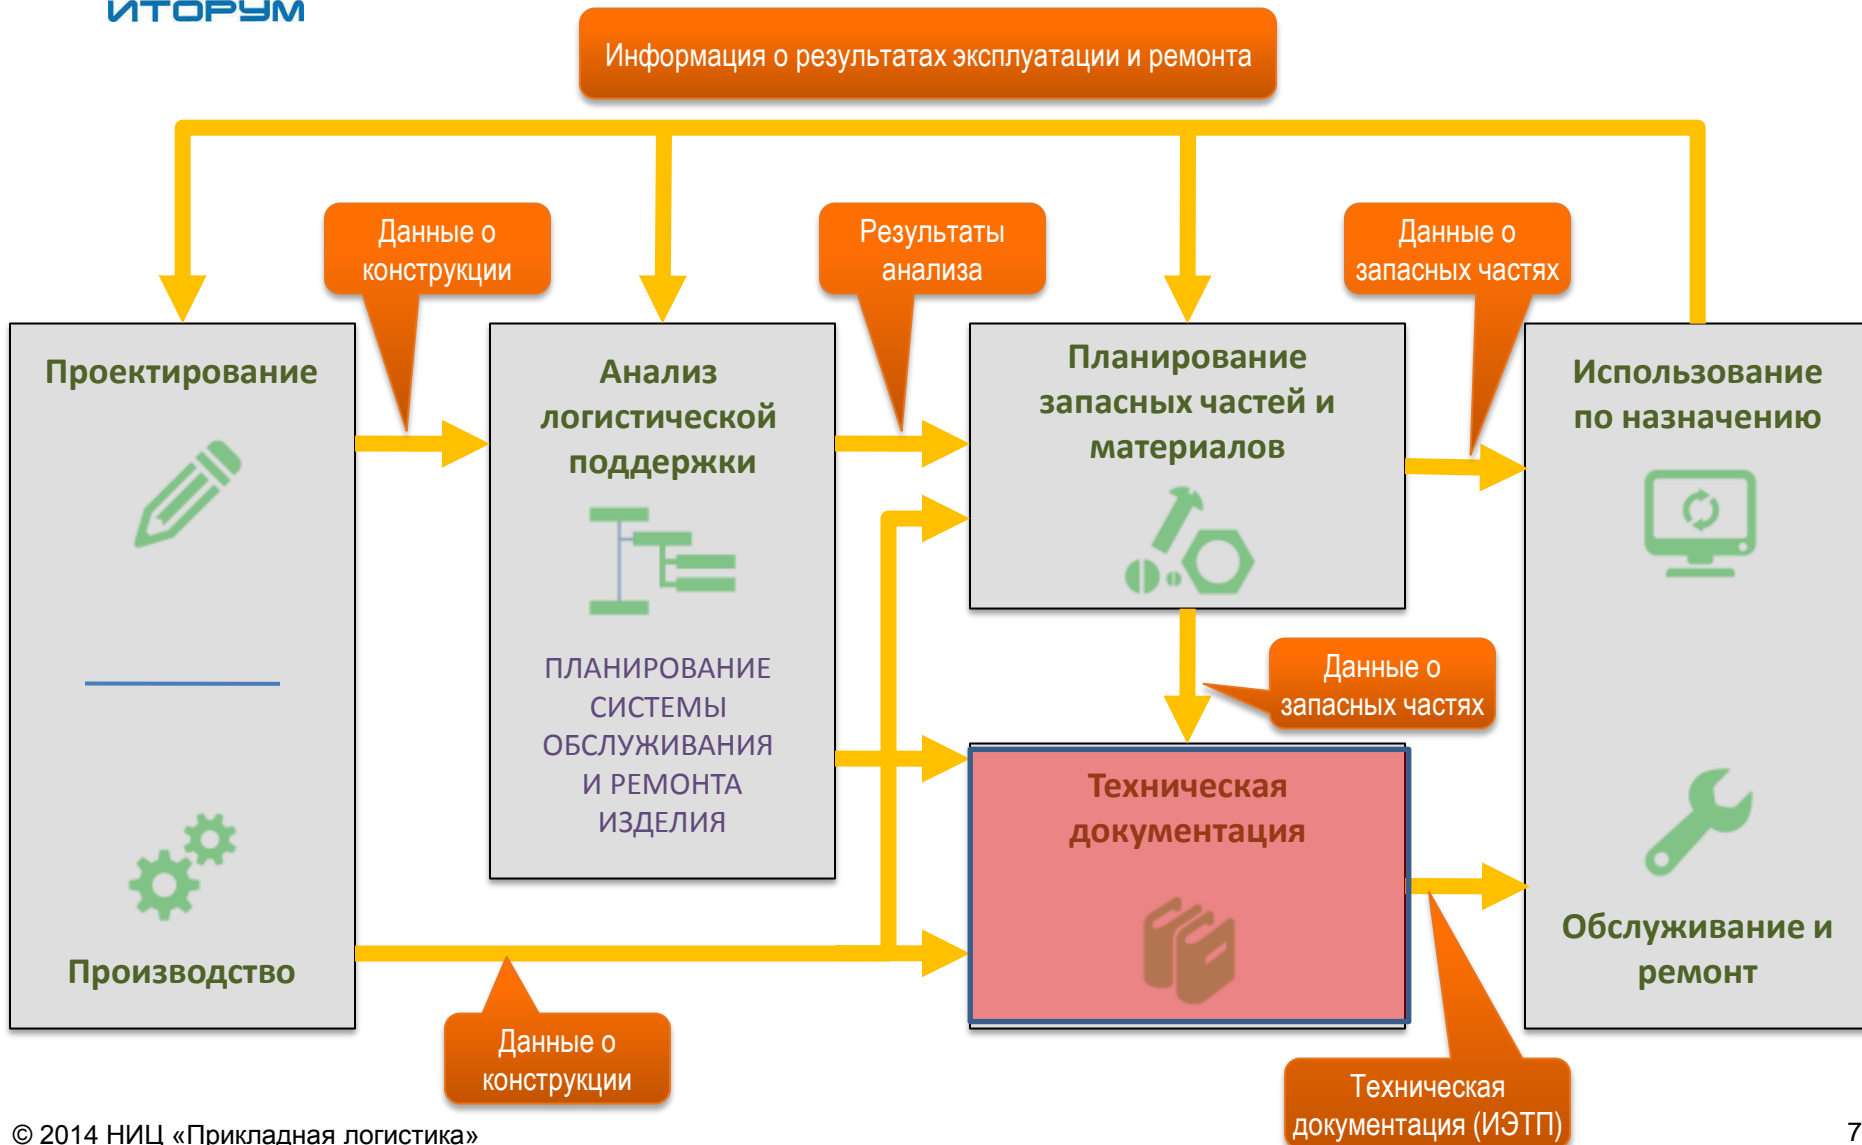 ИТОРУМ
Информация о результатах эксплуатации и ремонта
Данные о
конструкции
Результаты
анализа
Данные о
запасных частях
Проектирование
Производство
Анализ
логистической
поддержки
ПЛАНИРОВАНИЕ
СИСТЕМЫ
ОБСЛУЖИВАНИЯ
И РЕМОНТА
ИЗДЕЛИЯ
Планирование
запасных частей и
материалов
Данные о
запасных частях
Техническая
документация
Использование
по назначению
Обслуживание и
ремонт
Данные о
конструкции
Техническая
документация (ИЭТП)
© 2014 НИЦ «Прикладная логистика»
7